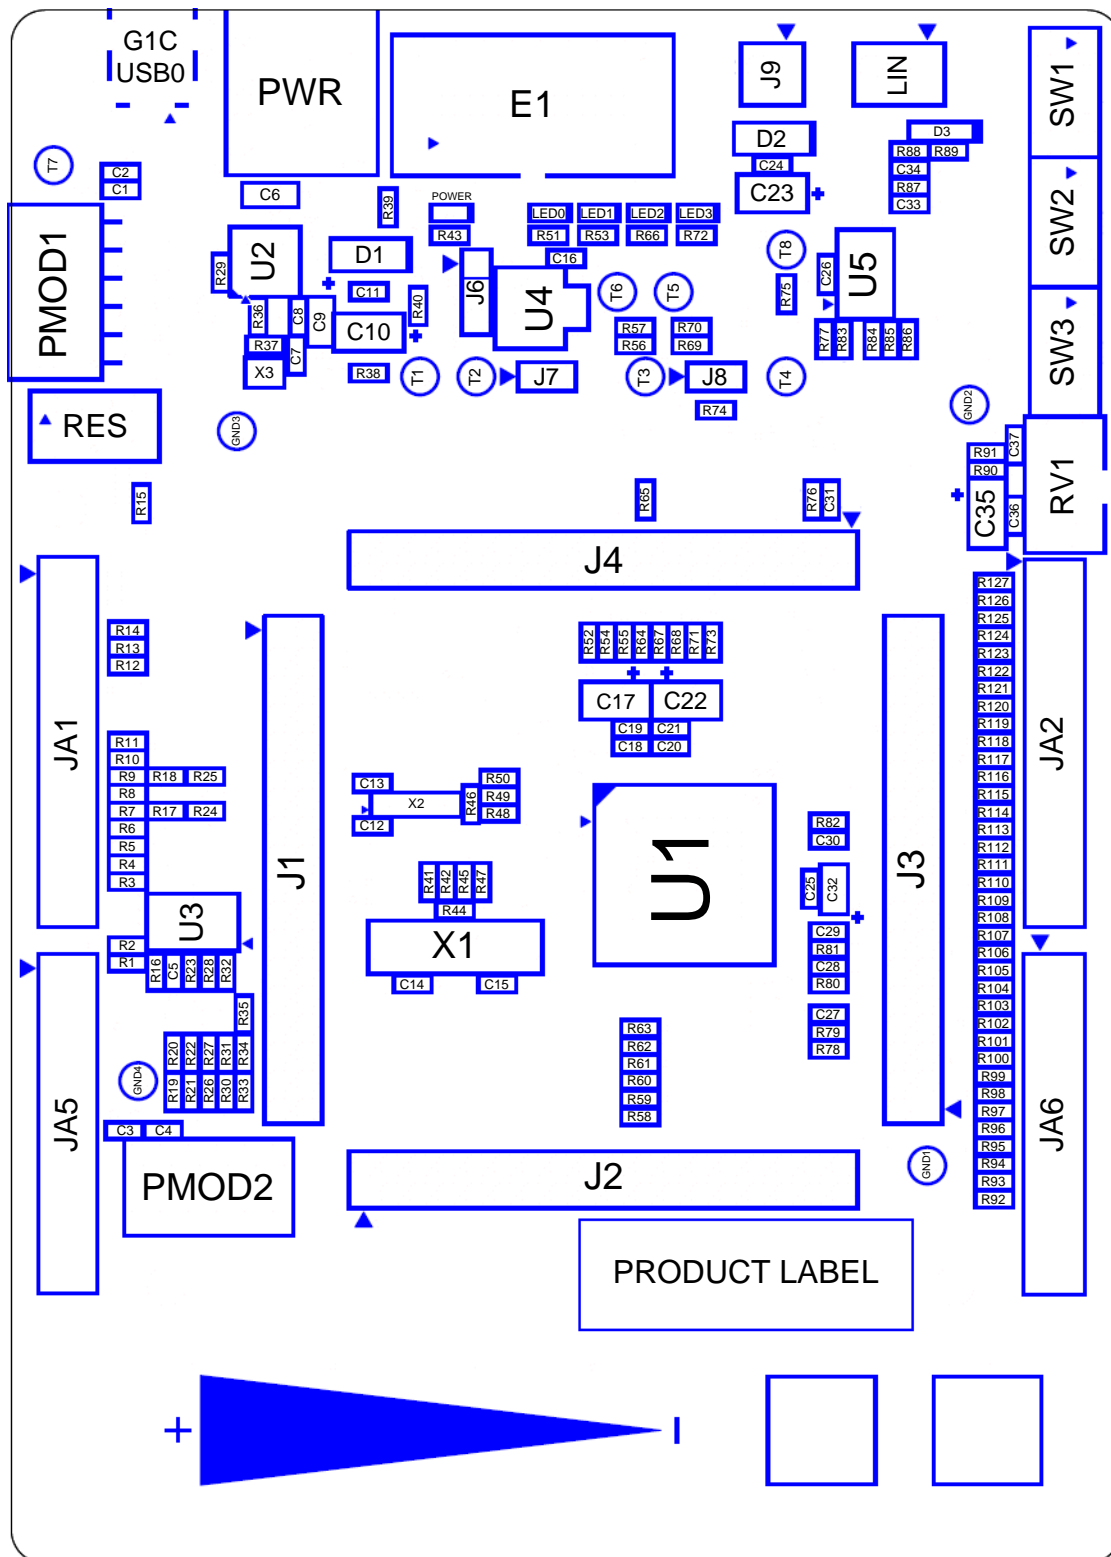 G1C
USB0
PWR
E1
J9
LIN
SW1
T7
C2
C1
C6
R39
POWER
R43
LED0
LED1
LED2
LED3
R51
R53
R66
R72
D2
C24
C23
D3
R88
R89
C34
R87
C33
SW2
PMOD1
R29
U2
D1
C11
R40
J6
U4
C16
T6
T5
T8
R75
C26
U5
SW3
R36
C8
C9
C10
R37
C7
X3
R38
T1
T2
J7
R57
R56
R70
R69
T3
J8
T4
R74
R77
R83
R84
R85
R86
RES
GND3
GND2
R91
R90
C37
C35
C36
RV1
R15
R65
R76
C31
J4
JA1
R14
R13
R12
R11
R10
R9
R18
R25
R8
R7
R17
R24
R6
R5
R4
R3
R2
R1
U3
R16
C5
R23
R28
R32
R35
R20
R22
R27
R31
R34
R19
R21
R26
R30
R33
GND4
C3
C4
JA5
PMOD2
J1
R52
R54
R55
R64
R67
R68
R71
R73
C17
C22
C19
C21
C18
C20
C13
X2
C12
R46
R50
R49
R48
R41
R42
R45
R47
R44
X1
C14
C15
U1
R82
C30
C25
C32
C29
R81
C28
R80
C27
R79
R78
R63
R62
R61
R60
R59
R58
J3
J2
GND1
R127
R126
R125
R124
R123
R122
R121
R120
R119
R118
R117
R116
R115
R114
R113
R112
R111
R110
R109
R108
R107
R106
R105
R104
R103
R102
R101
R100
R99
R98
R97
R96
R95
R94
R93
R92
JA2
JA6
PRODUCT LABEL
+
-